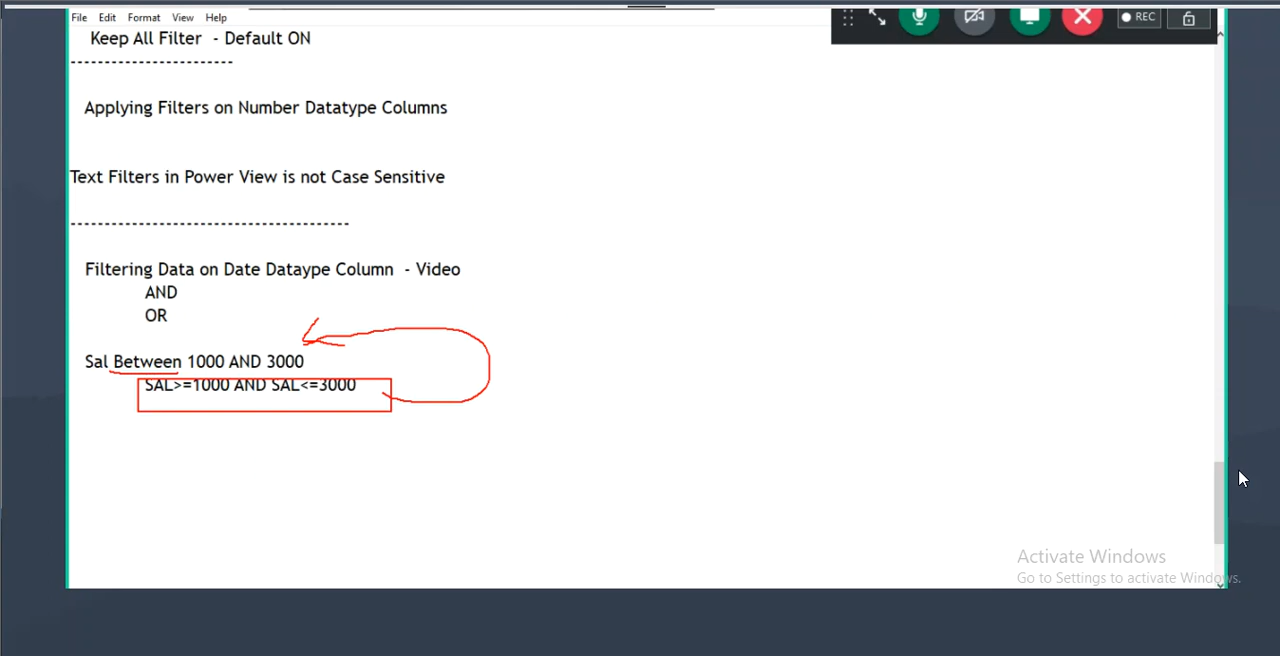 File Edit Format View Help
REC
Keep All Filter - Default ON
-----------------------
Applying Filters on Number Datatype Columns
Text Filters in Power View is not Case Sensitive
----------------------------------------
Filtering Data on Date Dataype Column - Video
AND
OR
Sal Between 1000 AND 3000
SAL>=1000 AND SAL<=3000
Activate Windows
Go to Settings to activate Windows.